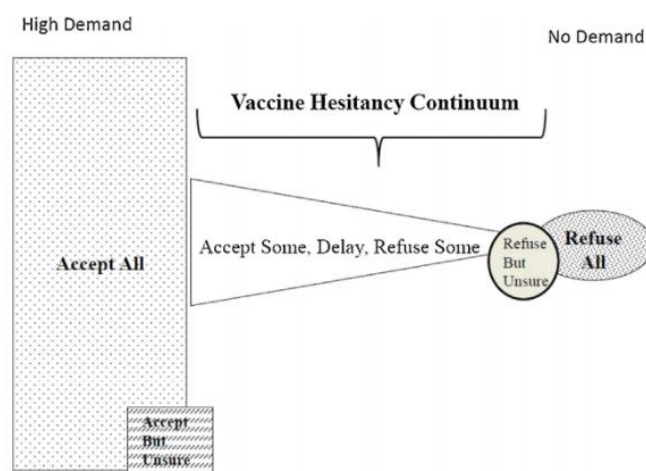 High Demand
No Demand
Vaccine Hesitancy Continuum
Accept All
Accept Some, Delay, Refuse Some
Refuse
But
Unsure
Refuse
All
Accept
But
Unsure